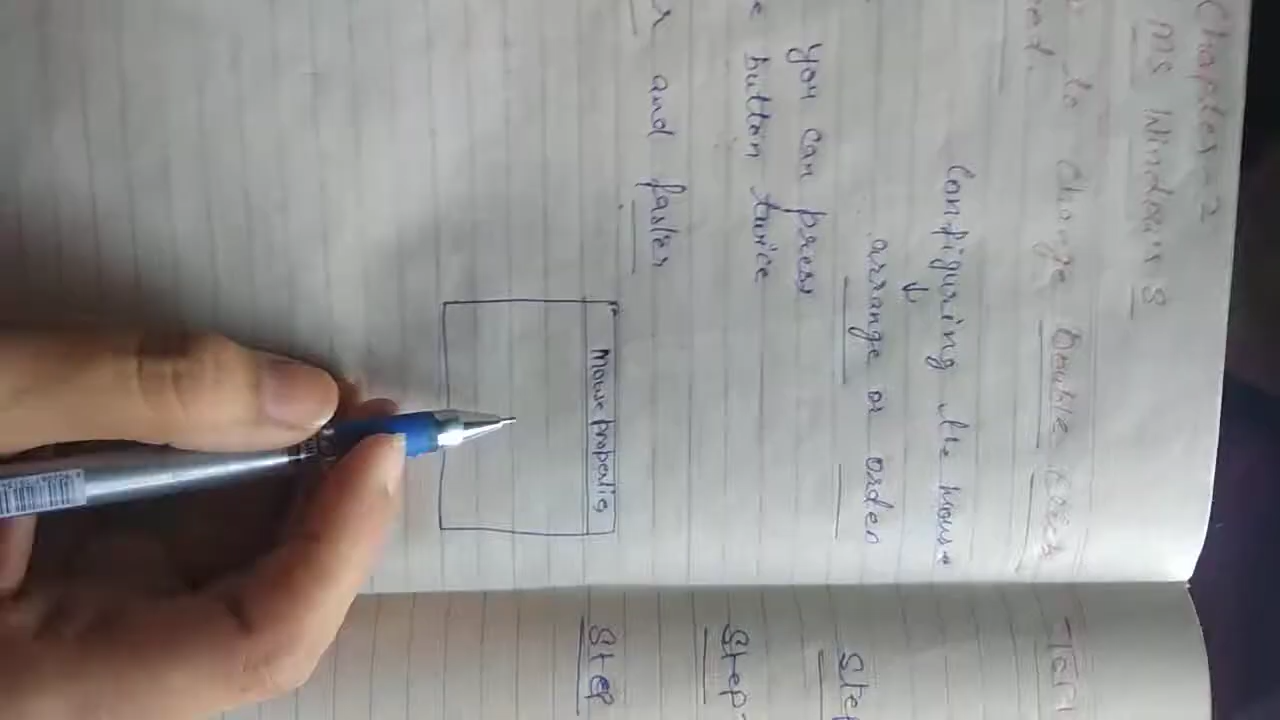 Chapter-2
MS Windows 8
to change Double click
Configuring the Mouse
↓
arrange or order
you can press
button twice
and faster
Mouse properties
Step
Step-
Step